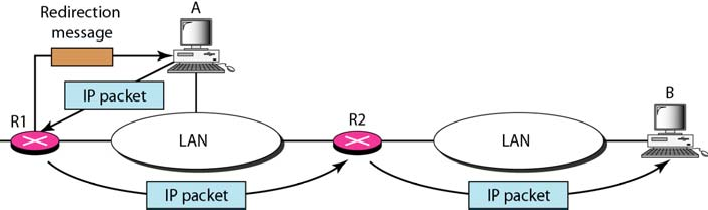 Redirection
message
A
IP packet
R1
LAN
R2
LAN
B
IP packet
IP packet